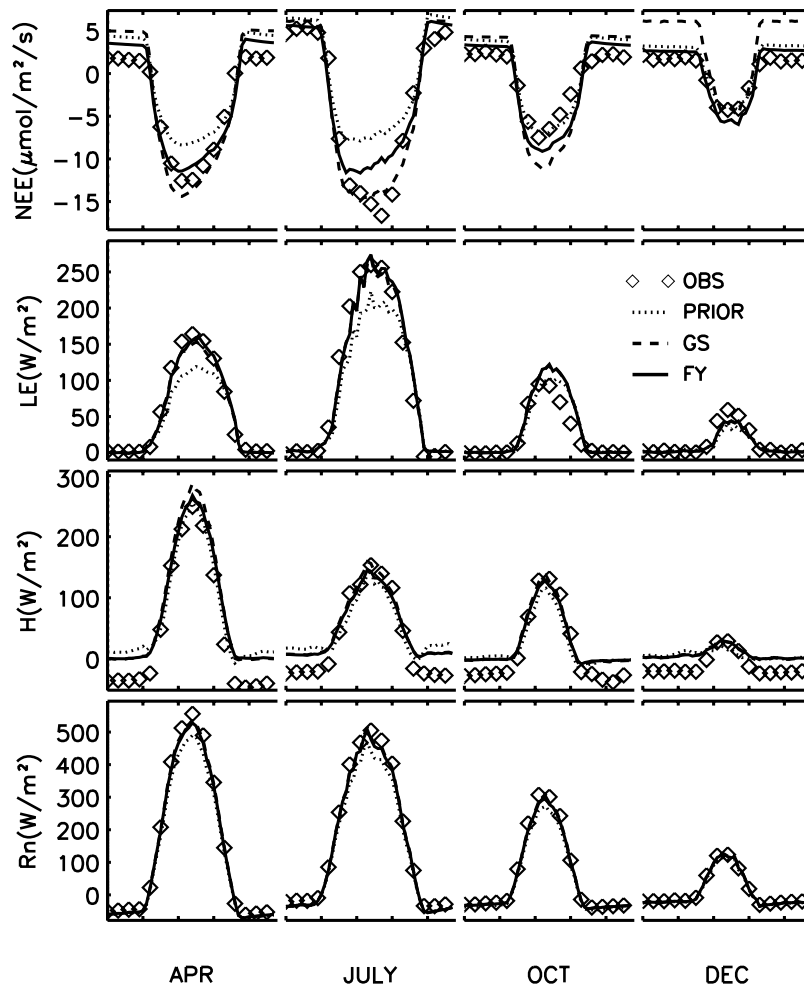 NEE(μmol/m²/s)
5
0
−5
−10
−15
LE(W/m²)
250
200
150
100
50
0
OBS
PRIOR
GS
FY
H(W/m²)
300
200
100
0
Rn(W/m²)
500
400
300
200
100
0
APR JULY OCT DEC